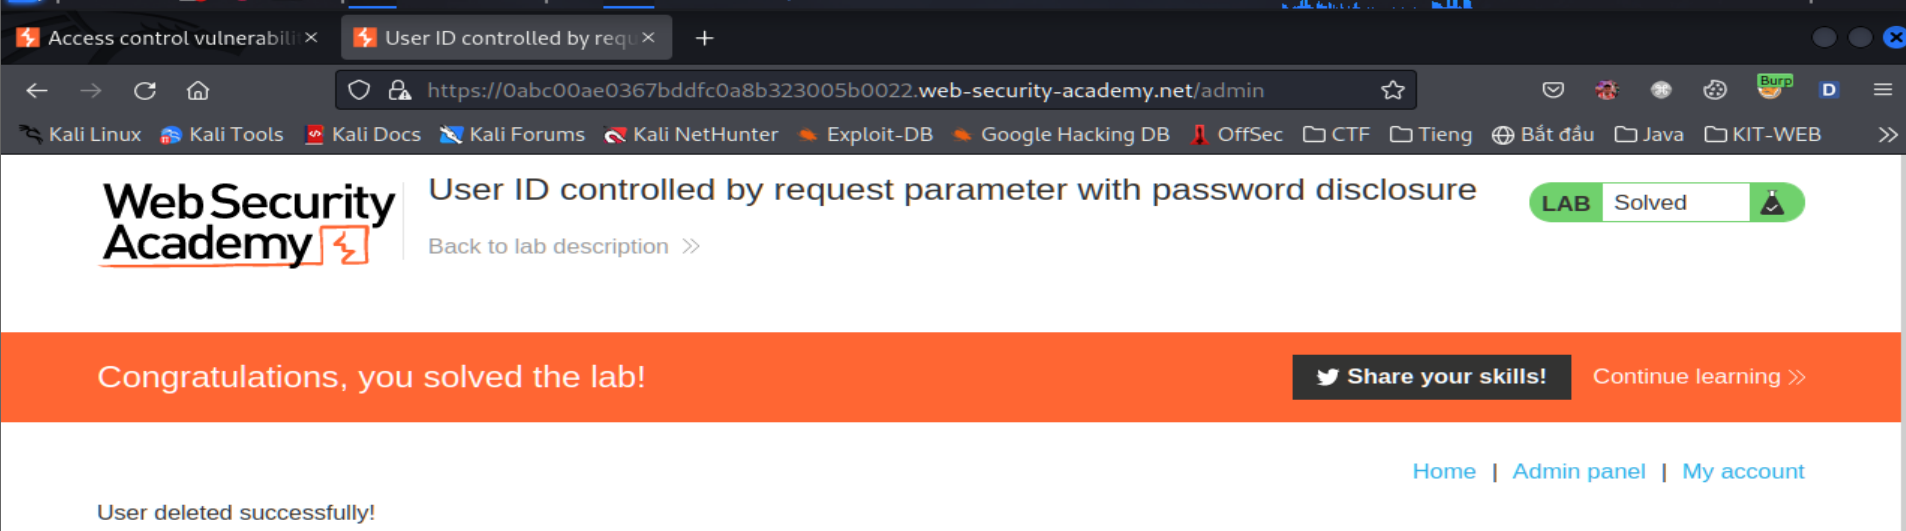 Access control vulnerabili
User ID controlled by requ
https://0abc00ae0367bddfc0a8b323005b0022.web-security-academy.net/admin
Burp
D
Kali Linux Kali Tools Kali Docs Kali Forums Kali NetHunter Exploit-DB Google Hacking DB OffSec CTF Tieng Bắt đầu Java KIT-WEB
Web Security
Academy
User ID controlled by request parameter with password disclosure
Back to lab description
LAB Solved
Congratulations, you solved the lab!
Share your skills!
Continue learning
Home | Admin panel | My account
User deleted successfully!